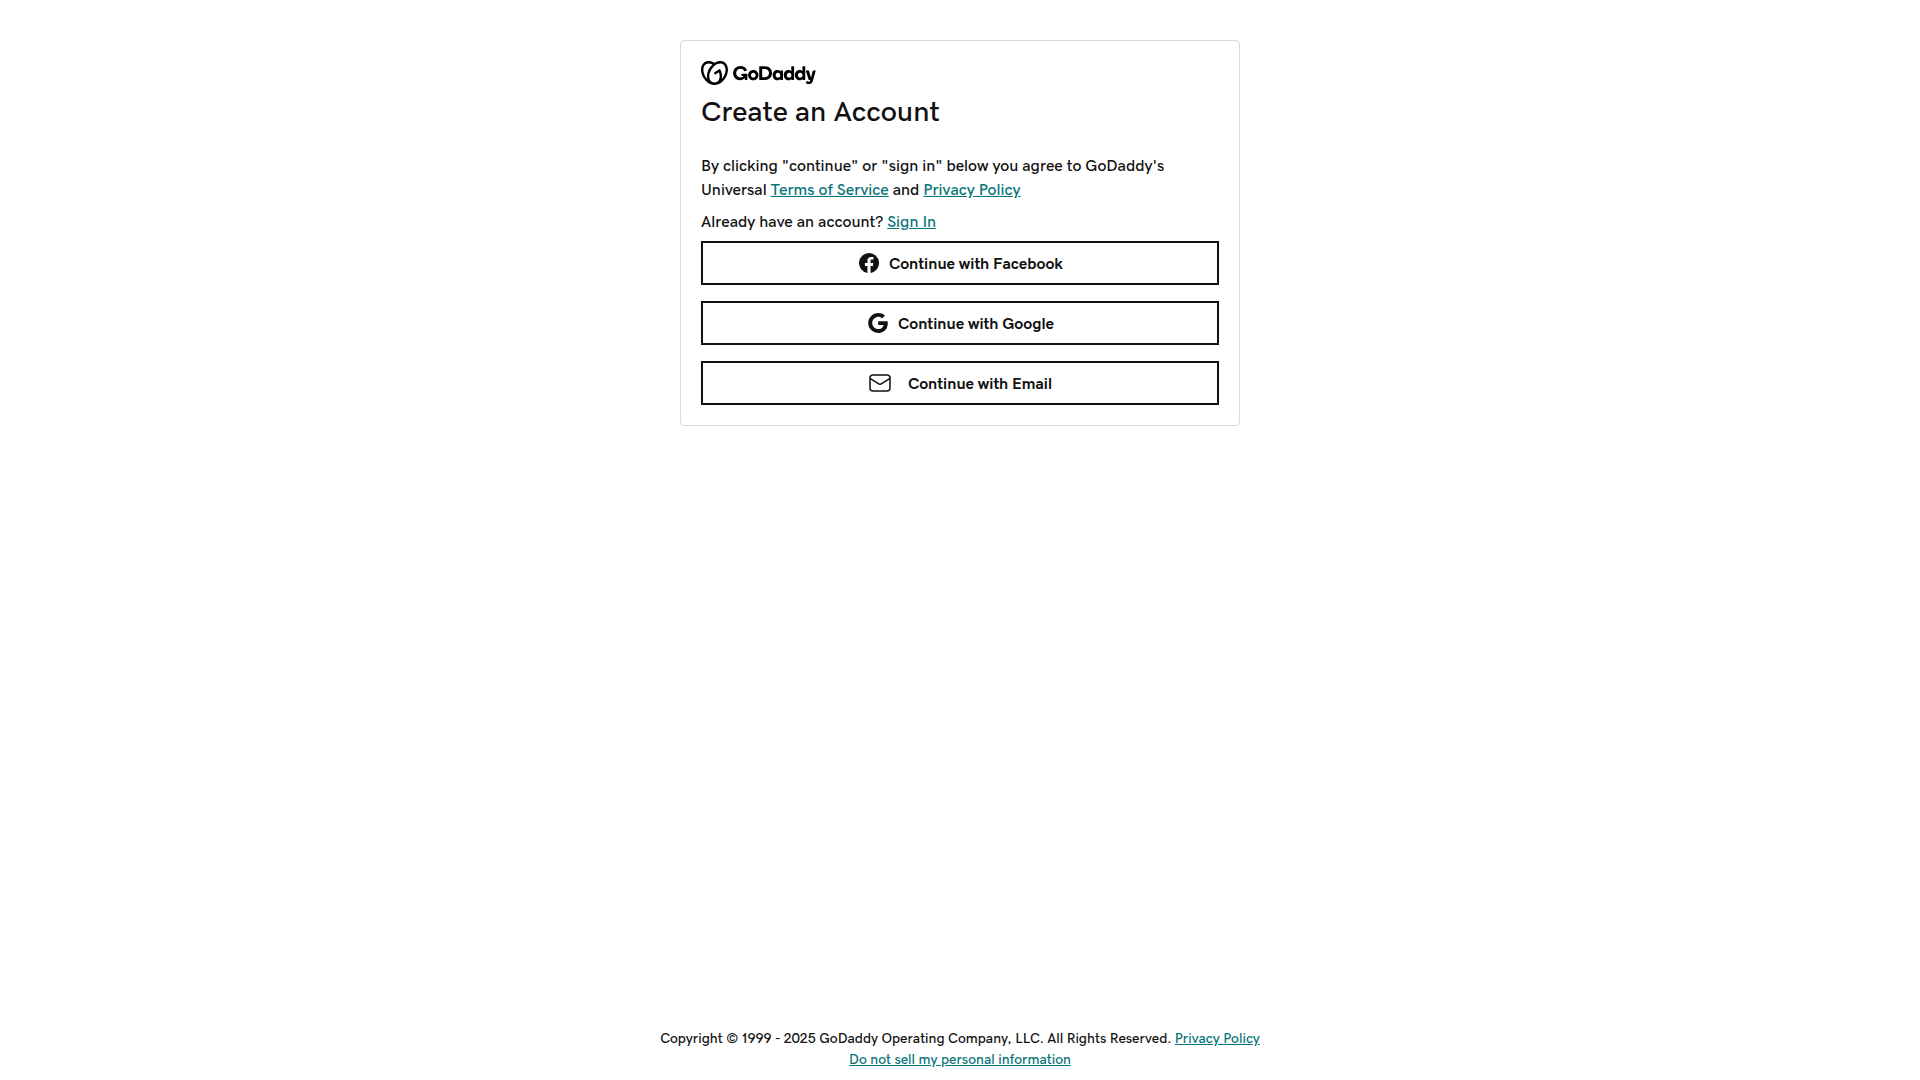 GoDaddy
Create an Account
By clicking "continue" or "sign in" below you agree to GoDaddy's
Universal Terms of Service and Privacy Policy
Already have an account? Sign In
Continue with Facebook
Continue with Google
Continue with Email
Copyright © 1999 - 2025 GoDaddy Operating Company, LLC. All Rights Reserved. Privacy Policy
Do not sell my personal information